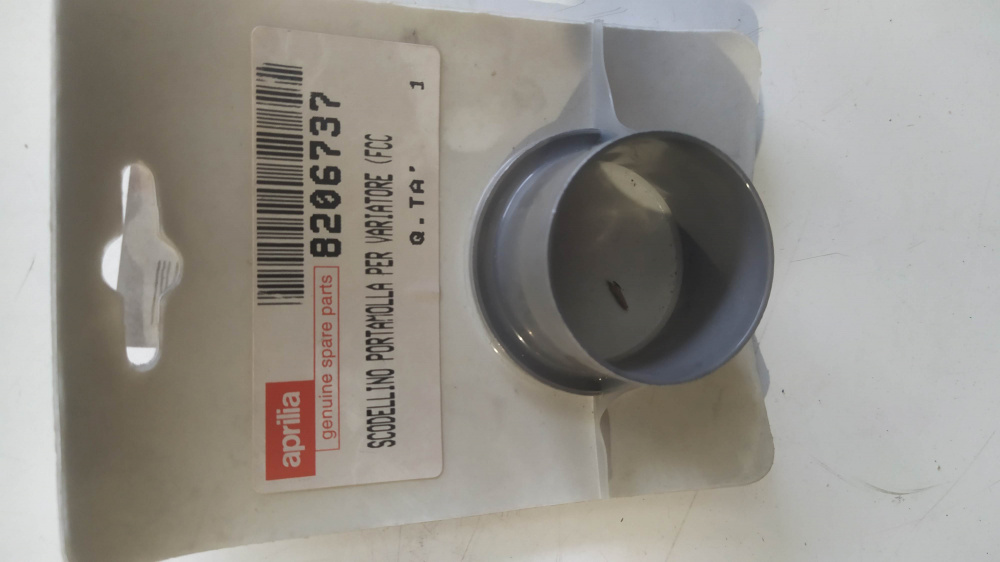 aprilia
genuine spare parts
8206737
SCODELLINO PORTAMOLLA PER VARIATORE (FCC
Q.TA' 1